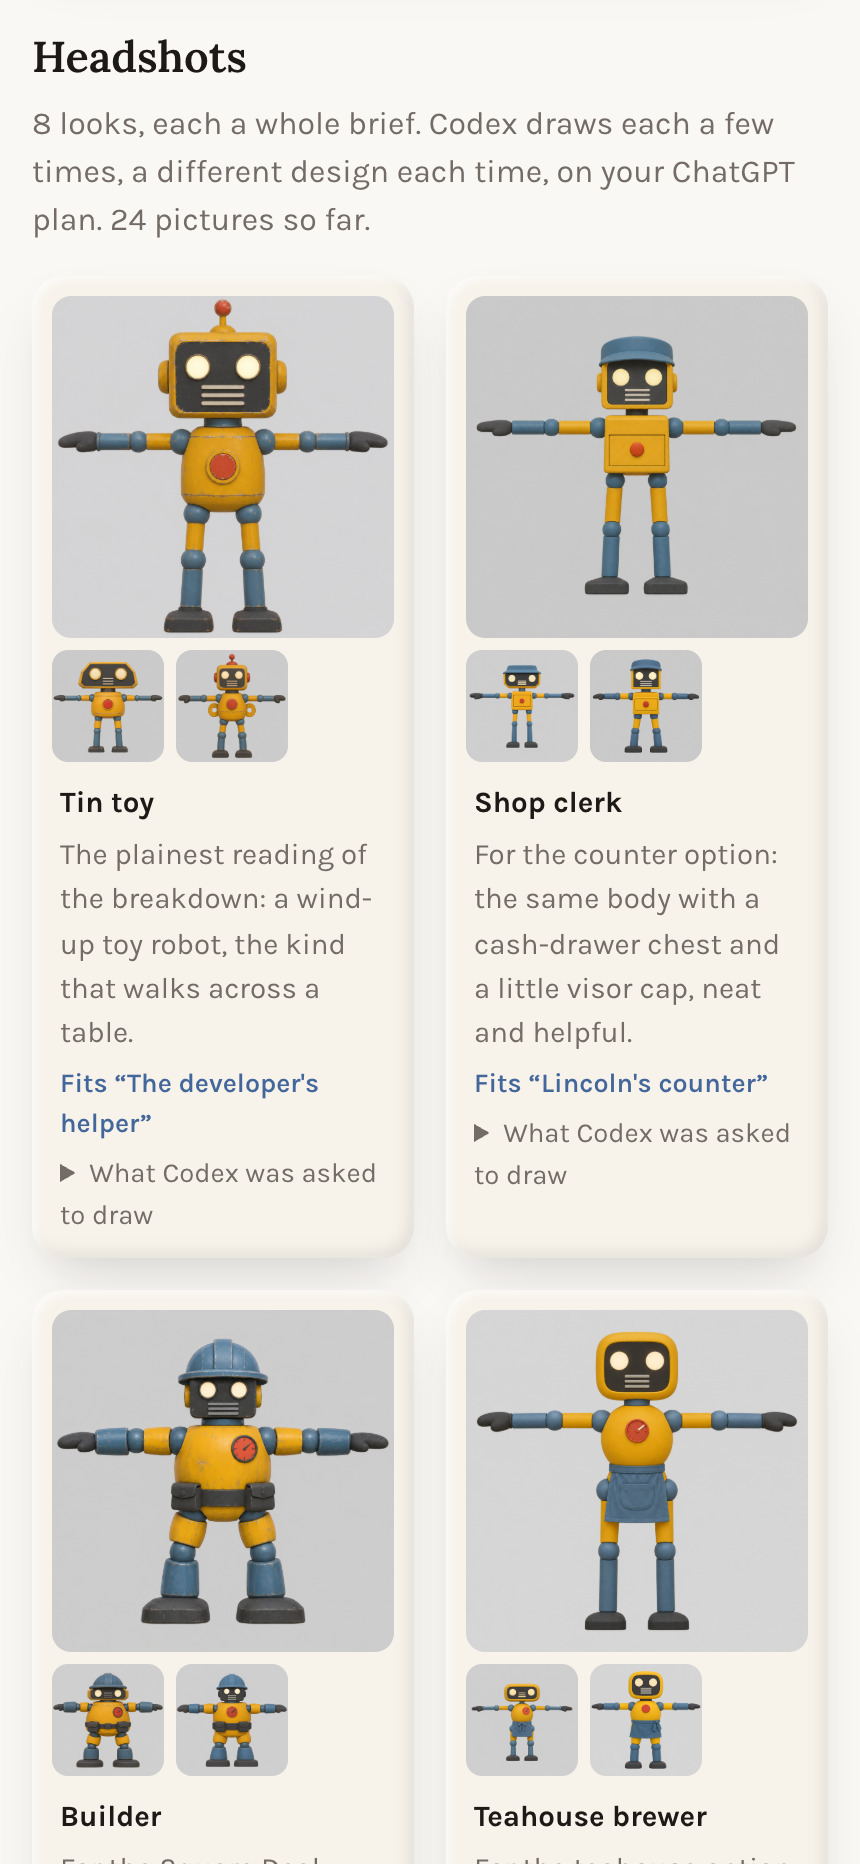 Headshots
8 looks, each a whole brief. Codex draws each a few
times, a different design each time, on your ChatGPT
plan. 24 pictures so far.
Tin toy
The plainest reading of
the breakdown: a wind-
up toy robot, the kind
that walks across a
table.
Fits “The developer's
helper”
▶ What Codex was asked
to draw
Shop clerk
For the counter option:
the same body with a
cash-drawer chest and
a little visor cap, neat
and helpful.
Fits “Lincoln's counter”
▶ What Codex was asked
to draw
Builder
Teahouse brewer